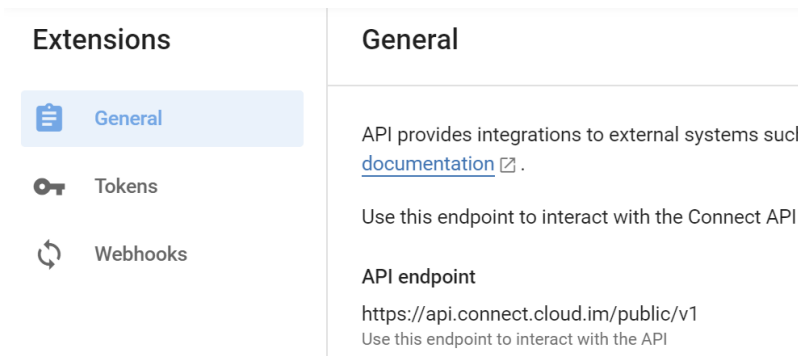 Extensions
General
Tokens
Webhooks
General
API provides integrations to external systems
documentation .
Use this endpoint to interact with the Connect API
API endpoint
https://api.connect.cloud.im/public/v1
Use this endpoint to interact with the API